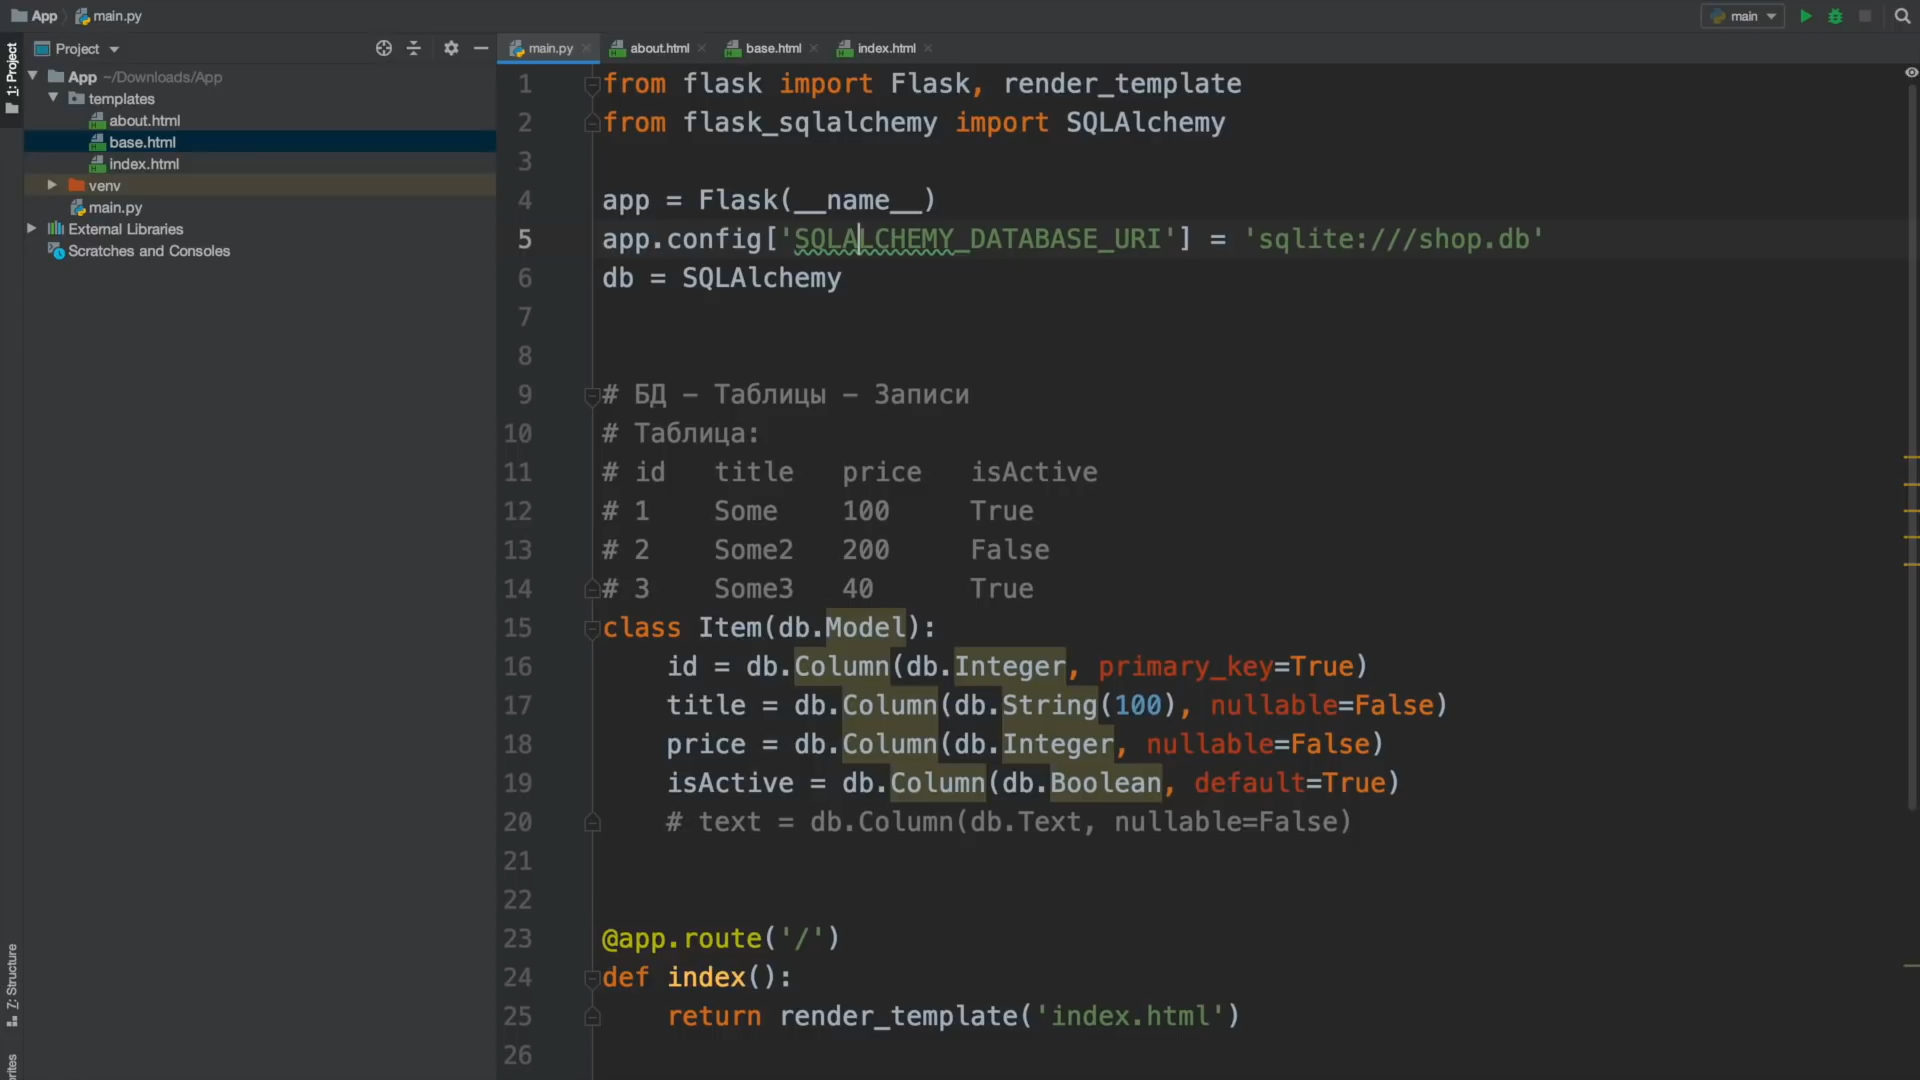 App main.py
main
Project
main.py about.html base.html index.html
1: Project
App ~/Downloads/App
templates
about.html
base.html
index.html
venv
main.py
External Libraries
Scratches and Consoles
1 from flask import Flask, render_template
2 from flask_sqlalchemy import SQLAlchemy
3
4 app = Flask(__name__)
5 app.config['SQLALCHEMY_DATABASE_URI'] = 'sqlite:///shop.db'
6 db = SQLAlchemy
7
8
9 # БД – Таблицы – Записи
10 # Таблица:
11 # id title price isActive
12 # 1 Some 100 True
13 # 2 Some2 200 False
14 # 3 Some3 40 True
15 class Item(db.Model):
16 id = db.Column(db.Integer, primary_key=True)
17 title = db.Column(db.String(100), nullable=False)
18 price = db.Column(db.Integer, nullable=False)
19 isActive = db.Column(db.Boolean, default=True)
20 # text = db.Column(db.Text, nullable=False)
21
22
23 @app.route('/')
24 def index():
25 return render_template('index.html')
26
Z: Structure